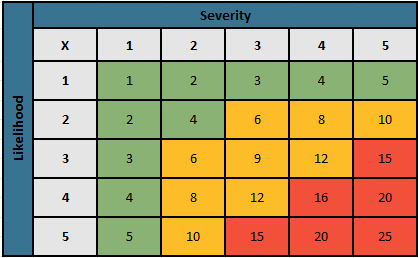 Severity
Likelihood
X 1 2 3 4 5
1 1 2 3 4 5
2 2 4 6 8 10
3 3 6 9 12 15
4 4 8 12 16 20
5 5 10 15 20 25